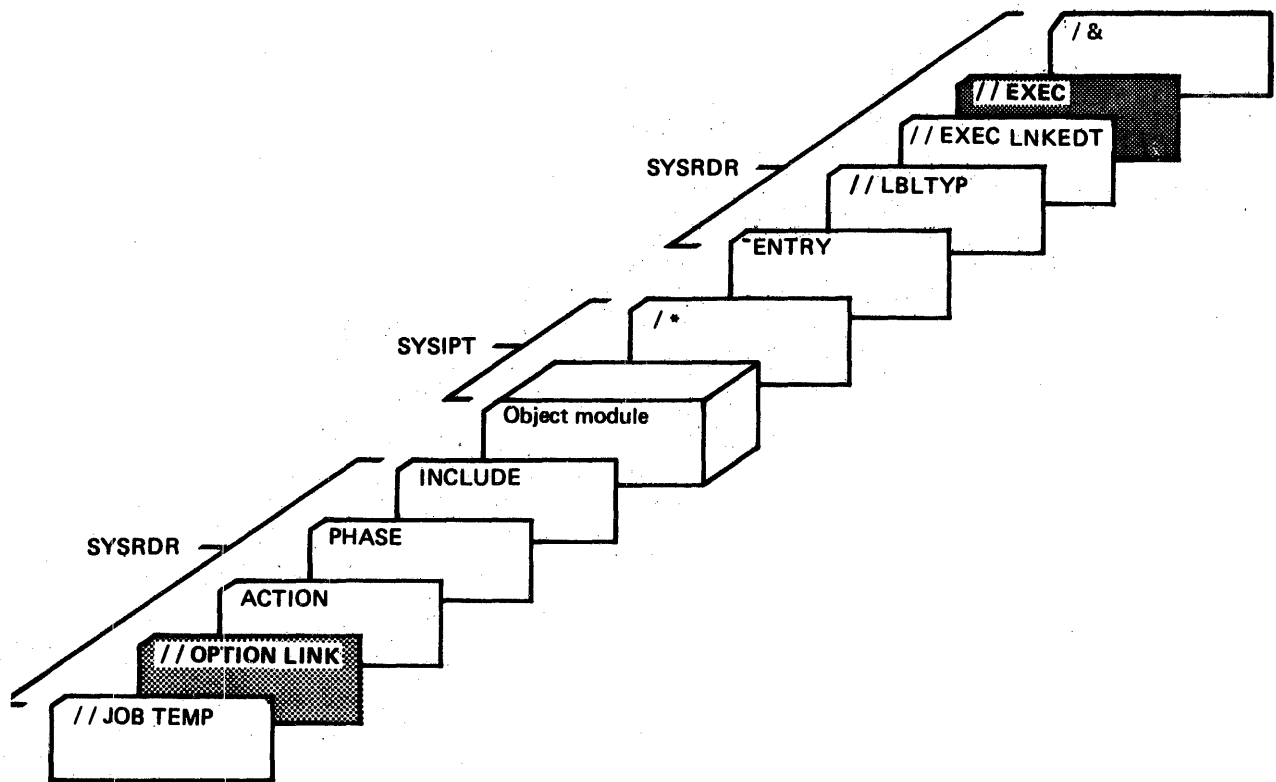 / &
// EXEC
// EXEC LNKEDT
SYSRDR
// LBLTYP
ENTRY
/ *
SYSIPT
Object module
INCLUDE
PHASE
SYSRDR
ACTION
// OPTION LINK
// JOB TEMP